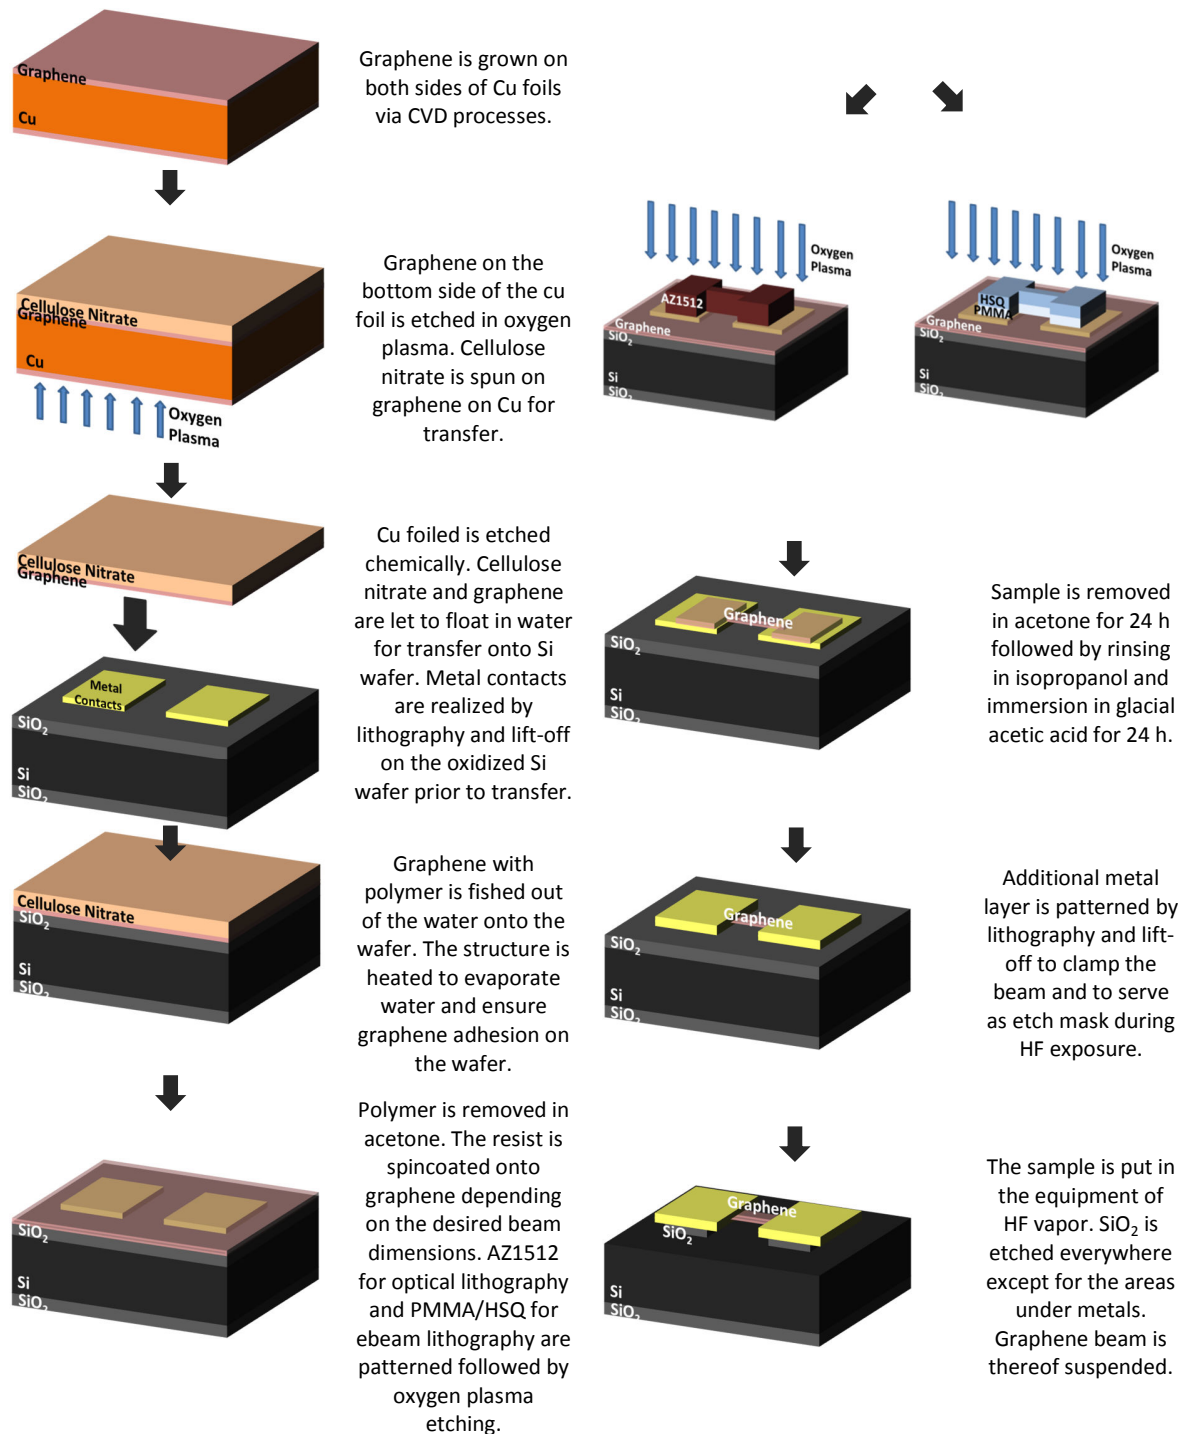 Graphene
Cu
Graphene is grown on
both sides of Cu foils
via CVD processes.
Cellulose Nitrate
Graphene
Cu
Oxygen
Plasma
Graphene on the
bottom side of the cu
foil is etched in oxygen
plasma. Cellulose
nitrate is spun on
graphene on Cu for
transfer.
Cellulose Nitrate
Graphene
Metal
Contacts
SiO2
Si
SiO2
Cu foiled is etched
chemically. Cellulose
nitrate and graphene
are let to float in water
for transfer onto Si
wafer. Metal contacts
are realized by
lithography and lift-off
on the oxidized Si
wafer prior to transfer.
Cellulose Nitrate
SiO2
Si
SiO2
Graphene with
polymer is fished out
of the water onto the
wafer. The structure is
heated to evaporate
water and ensure
graphene adhesion on
the wafer.
SiO2
Si
SiO2
Polymer is removed in
acetone. The resist is
spincoated onto
graphene depending
on the desired beam
dimensions. AZ1512
for optical lithography
and PMMA/HSQ for
ebeam lithography are
patterned followed by
oxygen plasma
etching.
Oxygen
Plasma
AZ1512
Graphene
SiO2
Si
SiO2
Oxygen
Plasma
HSQ
PMMA
Graphene
SiO2
Si
SiO2
Graphene
SiO2
Si
SiO2
Sample is removed
in acetone for 24 h
followed by rinsing
in isopropanol and
immersion in glacial
acetic acid for 24 h.
Graphene
SiO2
Si
SiO2
Additional metal
layer is patterned by
lithography and lift-
off to clamp the
beam and to serve
as etch mask during
HF exposure.
Graphene
SiO2
Si
SiO2
The sample is put in
the equipment of
HF vapor. SiO2 is
etched everywhere
except for the areas
under metals.
Graphene beam is
thereof suspended.